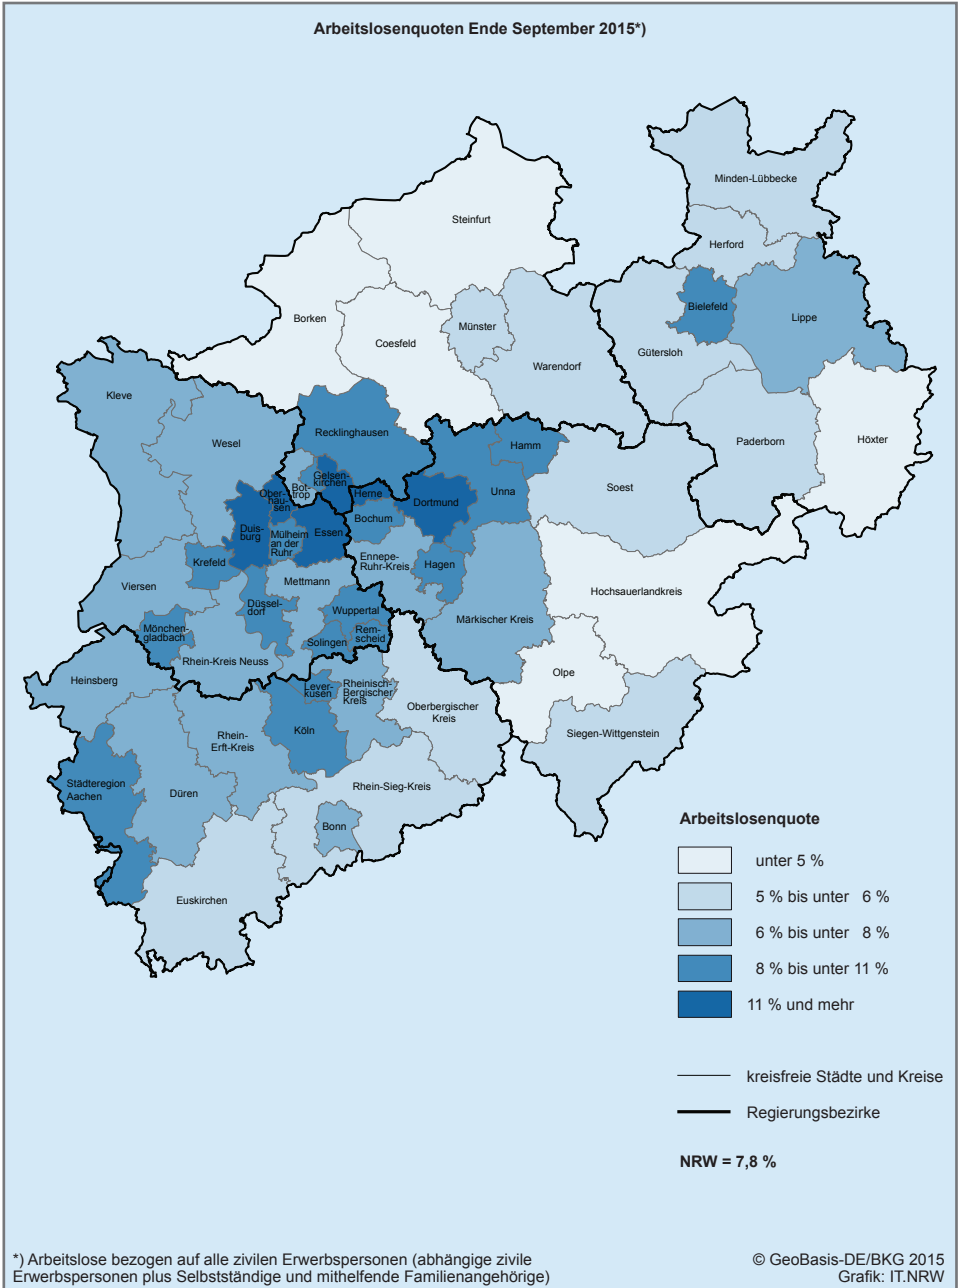 Arbeitslosenquoten Ende September 2015*)
Minden-Lübbecke
Steinfurt
Herford
Bielefeld
Lippe
Borken
Münster
Coesfeld
Gütersloh
Warendorf
Kleve
Recklinghausen
Wesel
Hamm
Paderborn
Höxter
Gelsen-
kirchen
Bot-
trop
Ober-
hau-
sen
Herne
Dortmund
Unna
Soest
Duis-
burg
Mülheim
an der
Ruhr
Essen
Bochum
Krefeld
Ennepe-
Ruhr-Kreis
Hagen
Viersen
Mettmann
Hochsauerlandkreis
Düssel-
dorf
Wuppertal
Märkischer Kreis
Mönchen-
gladbach
Solingen
Rem-
scheid
Rhein-Kreis Neuss
Heinsberg
Olpe
Lever-
kusen
Rheinisch-
Bergischer
Kreis
Oberbergischer
Kreis
Rhein-
Erft-Kreis
Köln
Siegen-Wittgenstein
Städteregion
Aachen
Düren
Rhein-Sieg-Kreis
Bonn
Euskirchen
Arbeitslosenquote
unter 5 %
5 % bis unter 6 %
6 % bis unter 8 %
8 % bis unter 11 %
11 % und mehr
kreisfreie Städte und Kreise
Regierungsbezirke
NRW = 7,8 %
*) Arbeitslose bezogen auf alle zivilen Erwerbspersonen (abhängige zivile
Erwerbspersonen plus Selbstständige und mithelfende Familienangehörige)
© GeoBasis-DE/BKG 2015
Grafik: IT.NRW